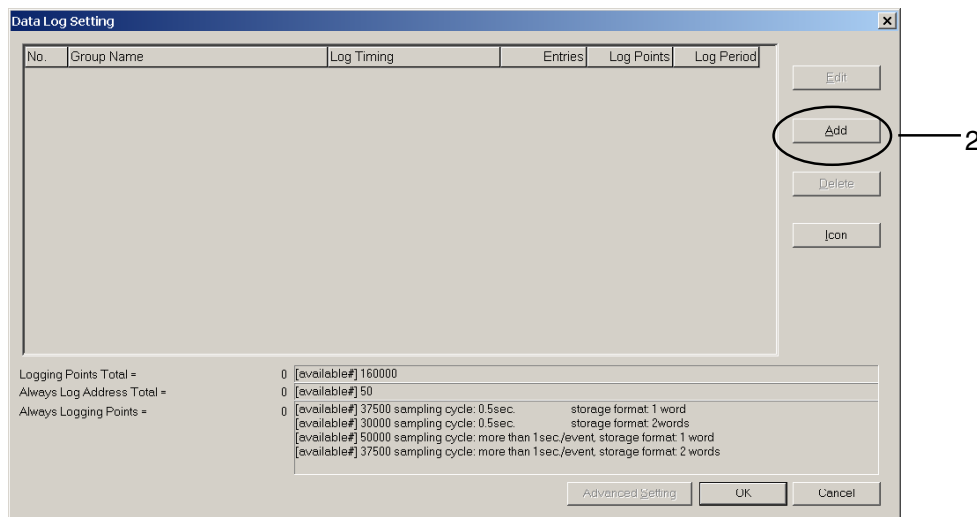 Data Log Setting
No. Group Name Log Timing Entries Log Points Log Period
Edit
Add
2
Delete
Icon
Logging Points Total = 0 [available#] 160000
Always Log Address Total = 0 [available#] 50
Always Logging Points = 0 [available#] 37500 sampling cycle: 0.5sec. storage format: 1 word
[available#] 30000 sampling cycle: 0.5sec. storage format: 2words
[available#] 50000 sampling cycle: more than 1sec./event, storage format: 1 word
[available#] 37500 sampling cycle: more than 1sec./event, storage format: 2 words
Advanced Setting OK Cancel